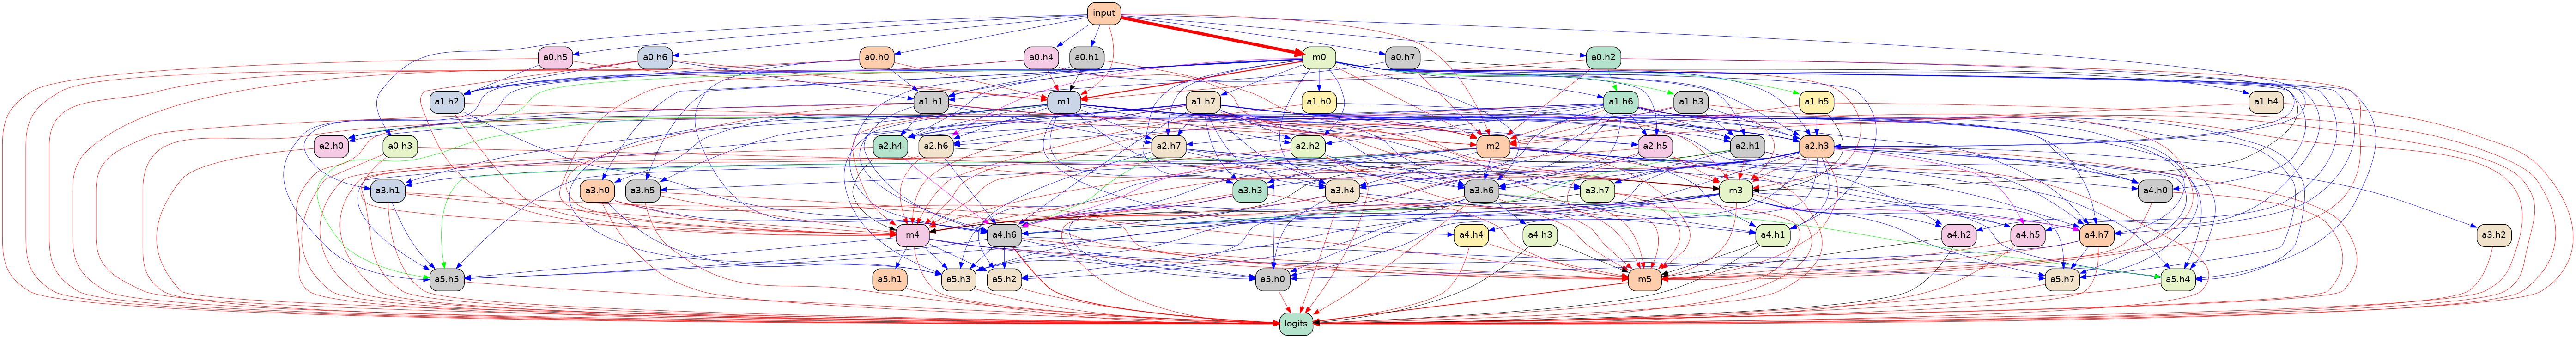 input
a0.h5 a0.h6 a0.h0 a0.h4 a0.h1 m0 a0.h7 a0.h2
a1.h2 a1.h1 m1 a1.h7 a1.h0 a1.h6 a1.h3 a1.h5 a1.h4
a2.h0 a0.h3 a2.h4 a2.h6 a2.h7 a2.h2 m2 a2.h5 a2.h1 a2.h3
a3.h1 a3.h0 a3.h5 a3.h3 a3.h4 a3.h6 a3.h7 m3 a4.h0
m4 a4.h6 a4.h4 a4.h3 a4.h1 a4.h2 a4.h5 a4.h7 a3.h2
a5.h5 a5.h1 a5.h3 a5.h2 a5.h0 m5 a5.h7 a5.h4
logits